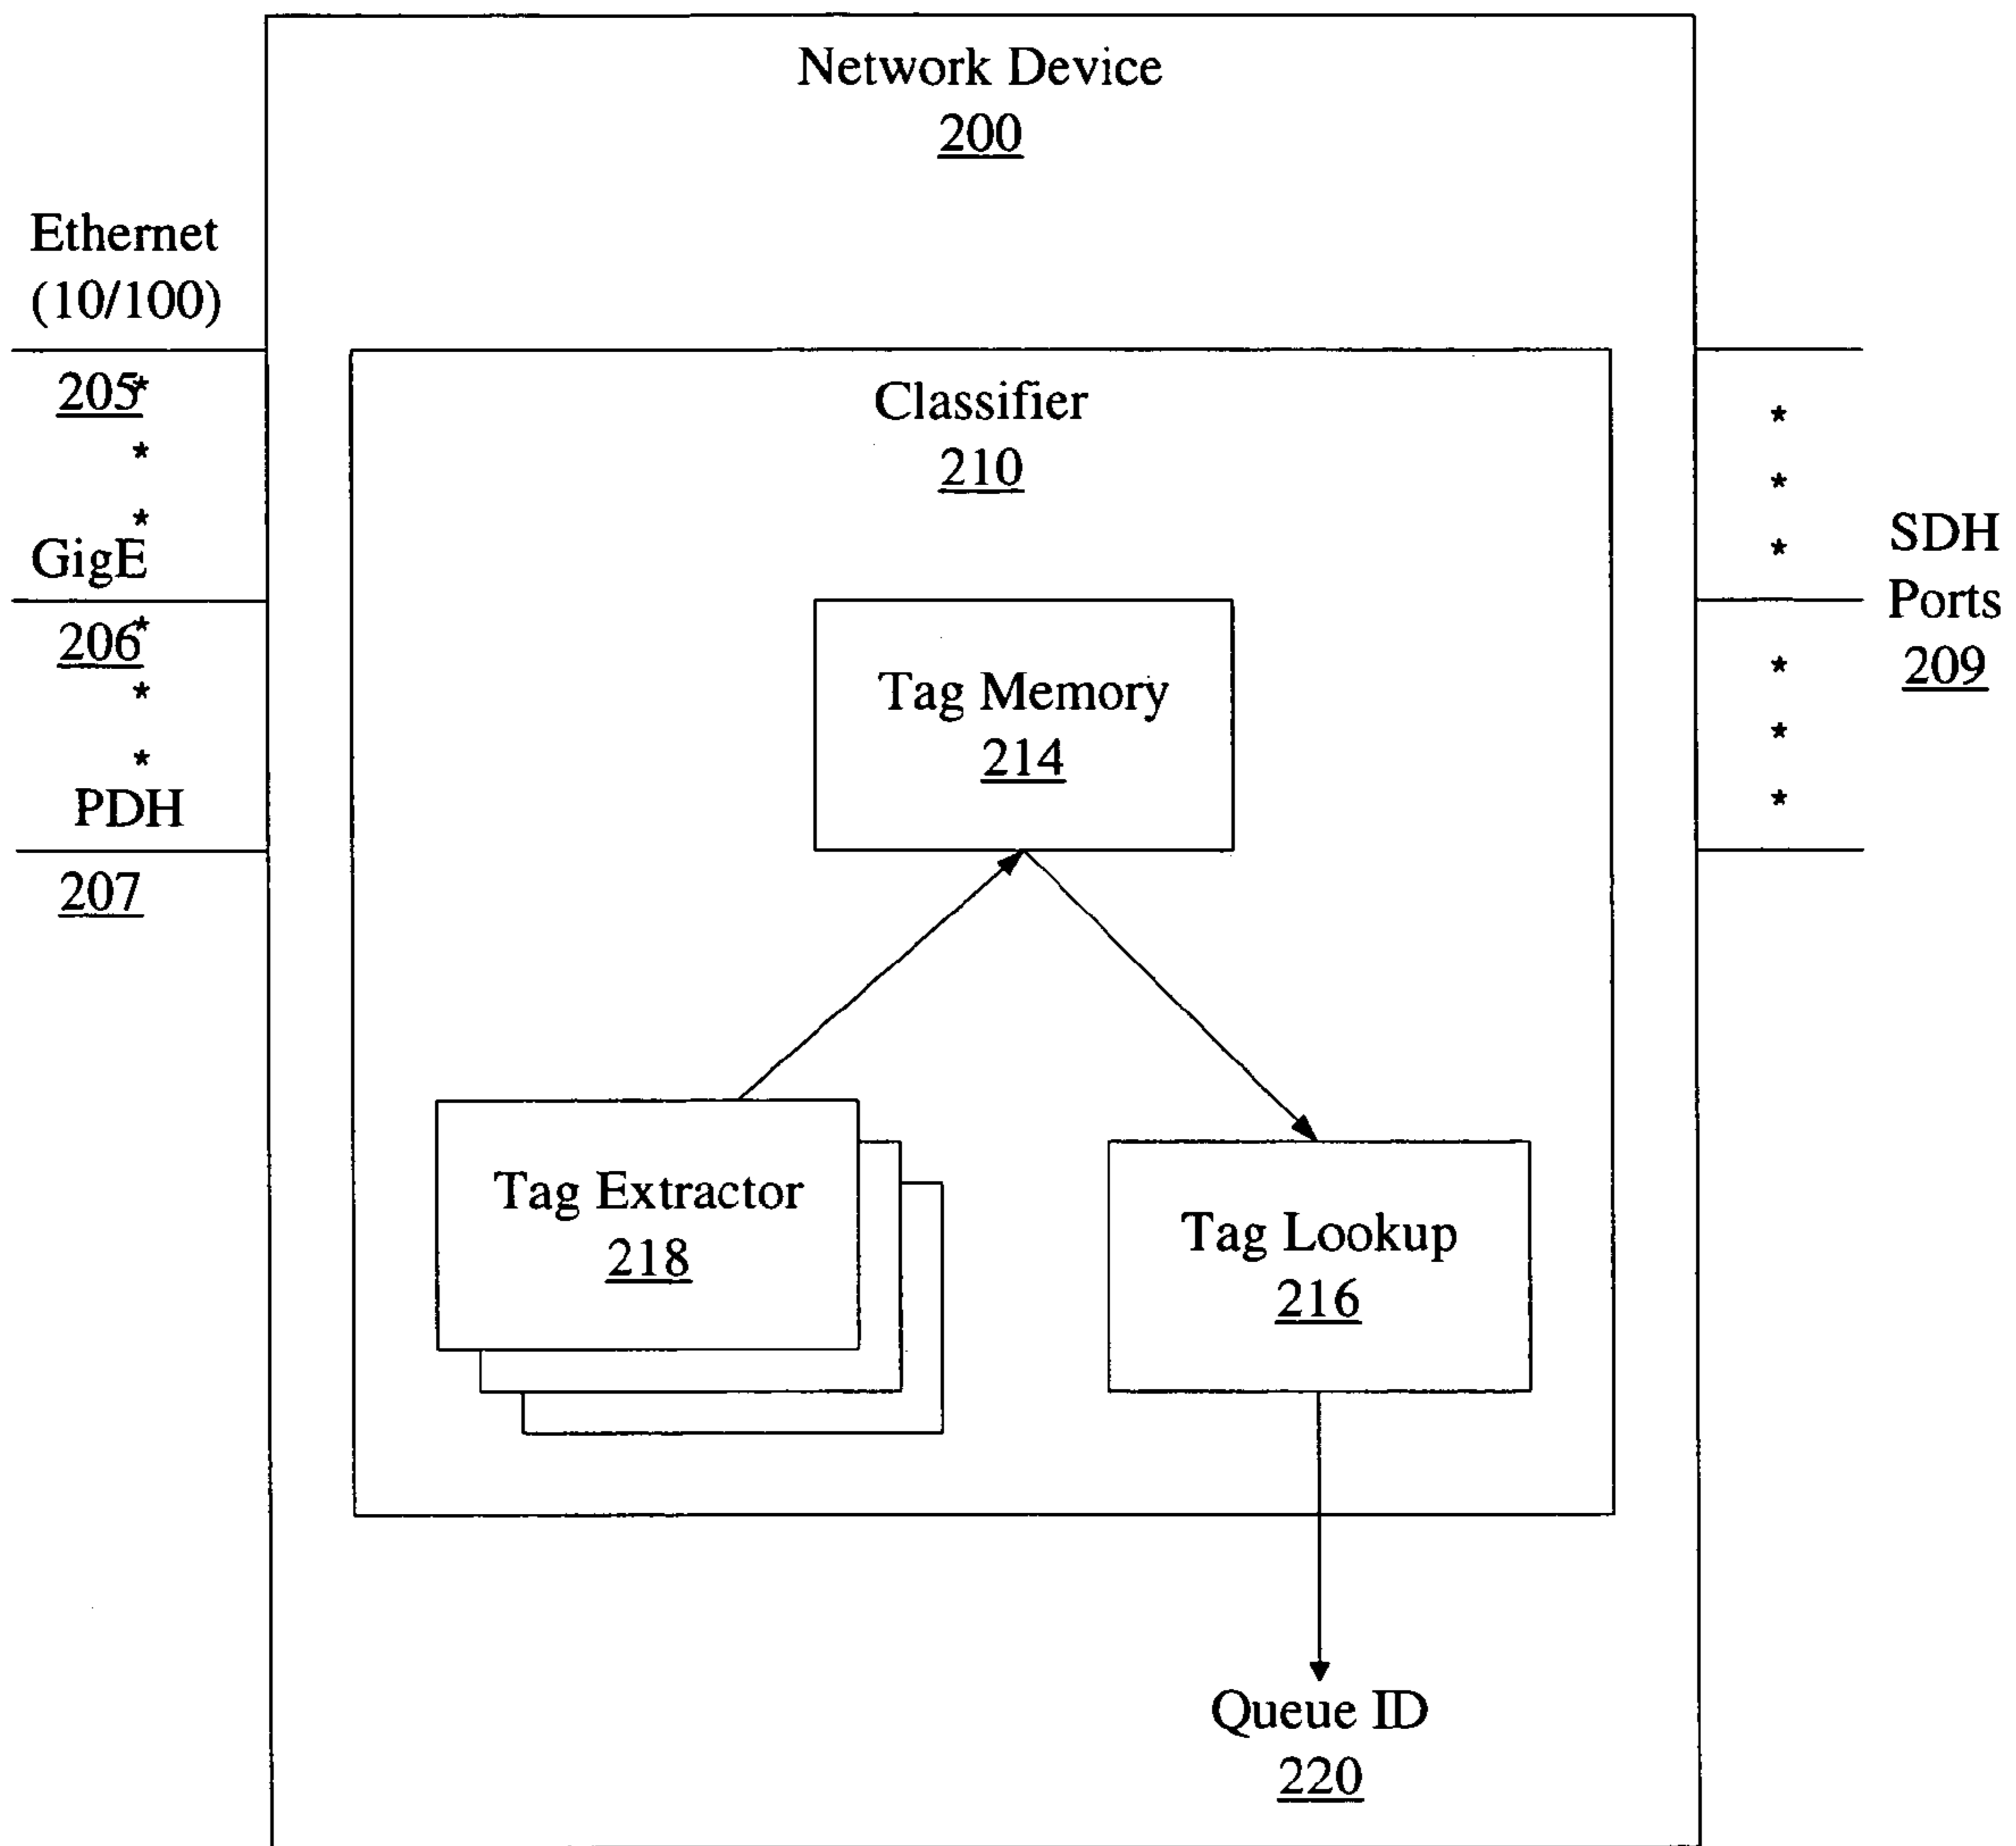 Network Device
200
Ethernet
(10/100)
205*
*
*
GigE
206*
*
*
PDH
207
Classifier
210
Tag Memory
214
Tag Extractor
218
Tag Lookup
216
Queue ID
220
*
*
*
SDH
Ports
209
*
*
*